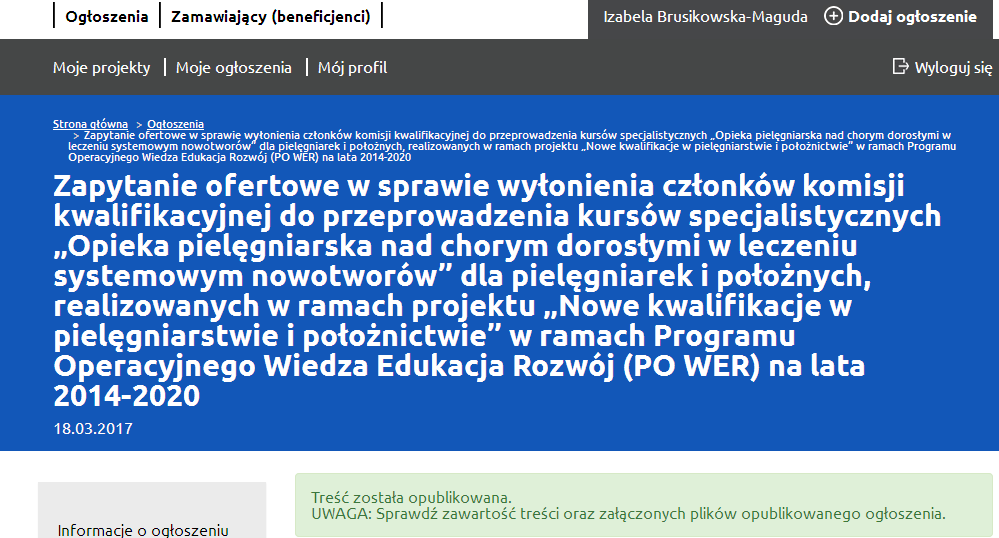 Ogłoszenia
Zamawiający (beneficjenci)
Izabela Brusikowska-Maguda
Dodaj ogłoszenie
Moje projekty
Moje ogłoszenia
Mój profil
Wyloguj się
Strona główna > Ogłoszenia
> Zapytanie ofertowe w sprawie wyłonienia członków komisji kwalifikacyjnej do przeprowadzenia kursów specjalistycznych „Opieka pielęgniarska nad chorym dorosłymi w
leczeniu systemowym nowotworów” dla pielęgniarek i położnych, realizowanych w ramach projektu „Nowe kwalifikacje w pielęgniarstwie i położnictwie” w ramach Programu
Operacyjnego Wiedza Edukacja Rozwój (PO WER) na lata 2014-2020
Zapytanie ofertowe w sprawie wyłonienia członków komisji
kwalifikacyjnej do przeprowadzenia kursów specjalistycznych
„Opieka pielęgniarska nad chorym dorosłymi w leczeniu
systemowym nowotworów” dla pielęgniarek i położnych,
realizowanych w ramach projektu „Nowe kwalifikacje w
pielęgniarstwie i położnictwie” w ramach Programu
Operacyjnego Wiedza Edukacja Rozwój (PO WER) na lata
2014-2020
18.03.2017
Treść została opublikowana.
UWAGA: Sprawdź zawartość treści oraz załączonych plików opublikowanego ogłoszenia.
Informacje o ogłoszeniu